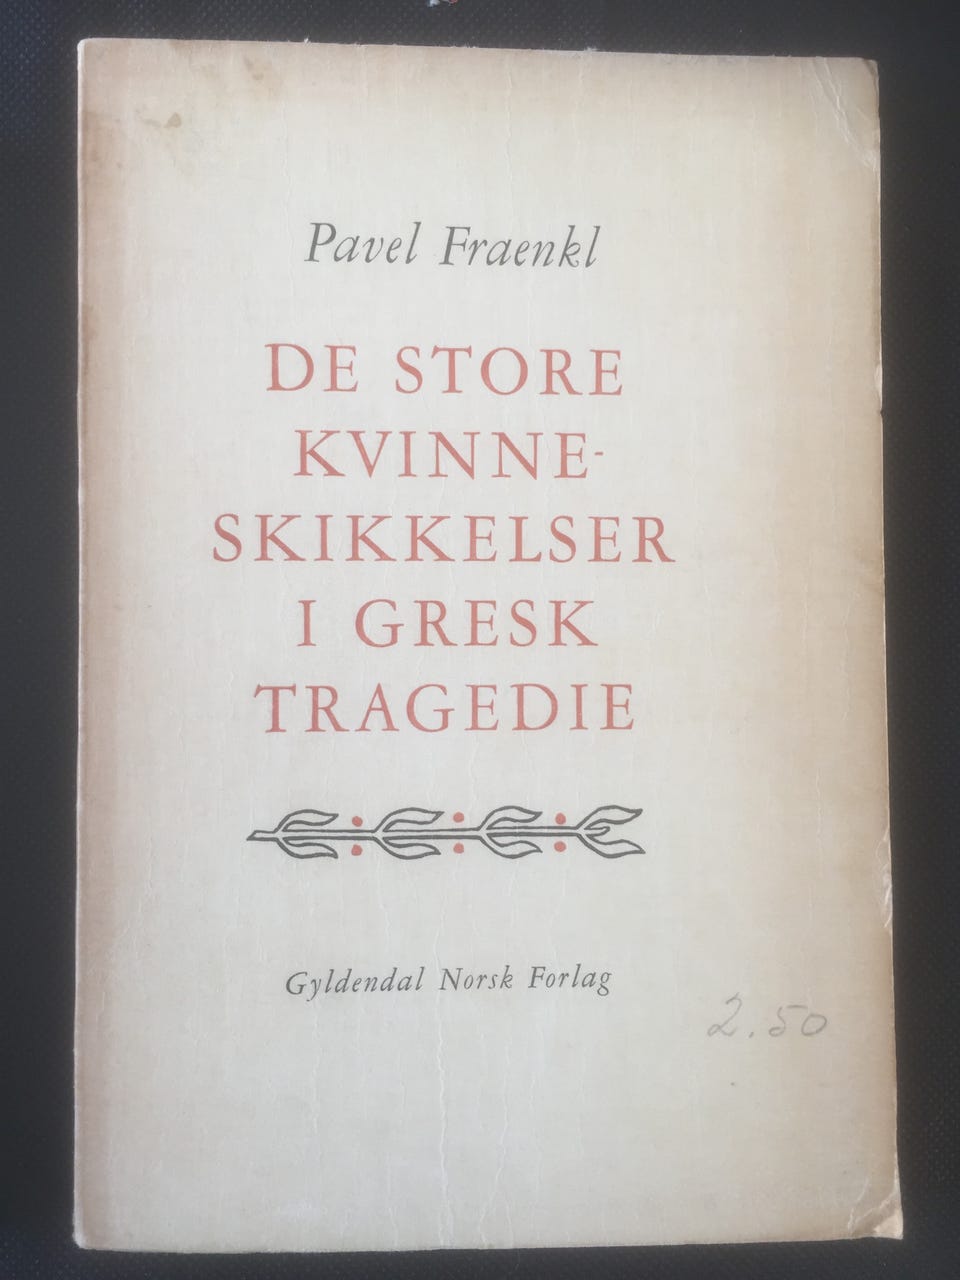 Pavel Fraenkl
DE STORE
KVINNE-
SKIKKELSER
I GRESK
TRAGEDIE
Gyldendal Norsk Forlag
2.50